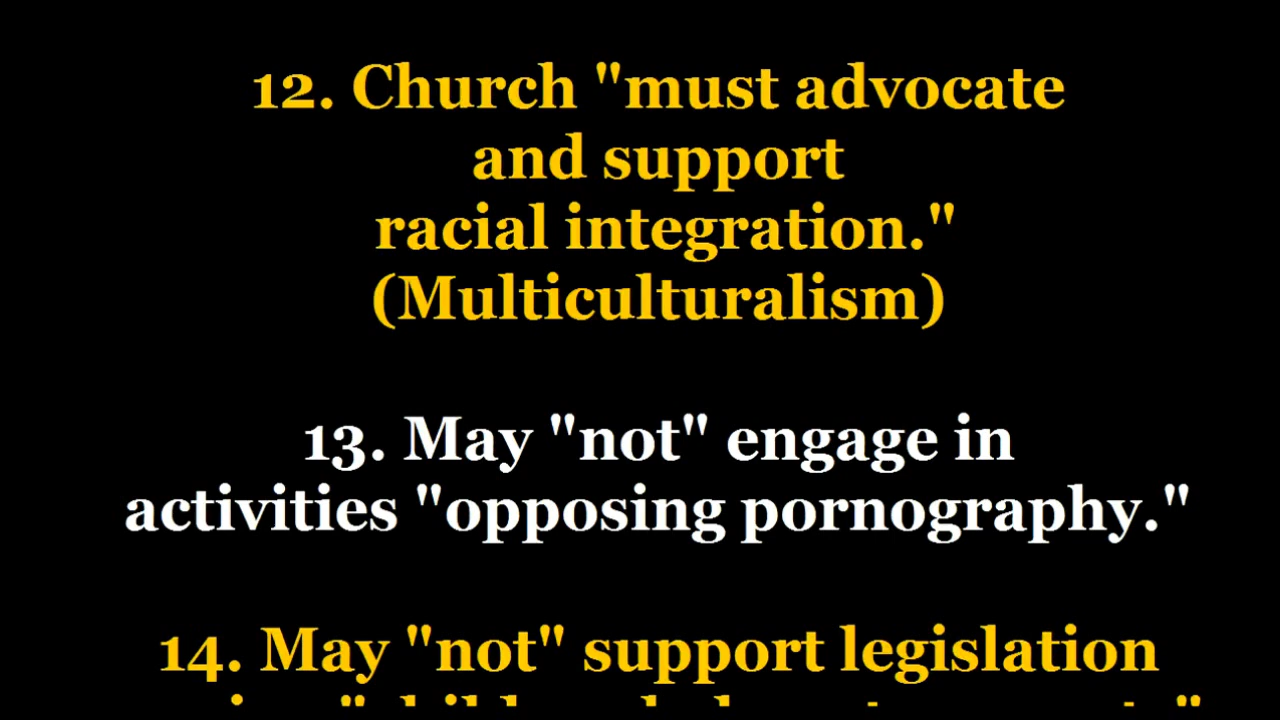 12. Church "must advocate
and support
racial integration."
(Multiculturalism)
13. May "not" engage in
activities "opposing pornography."
14. May "not" support legislation